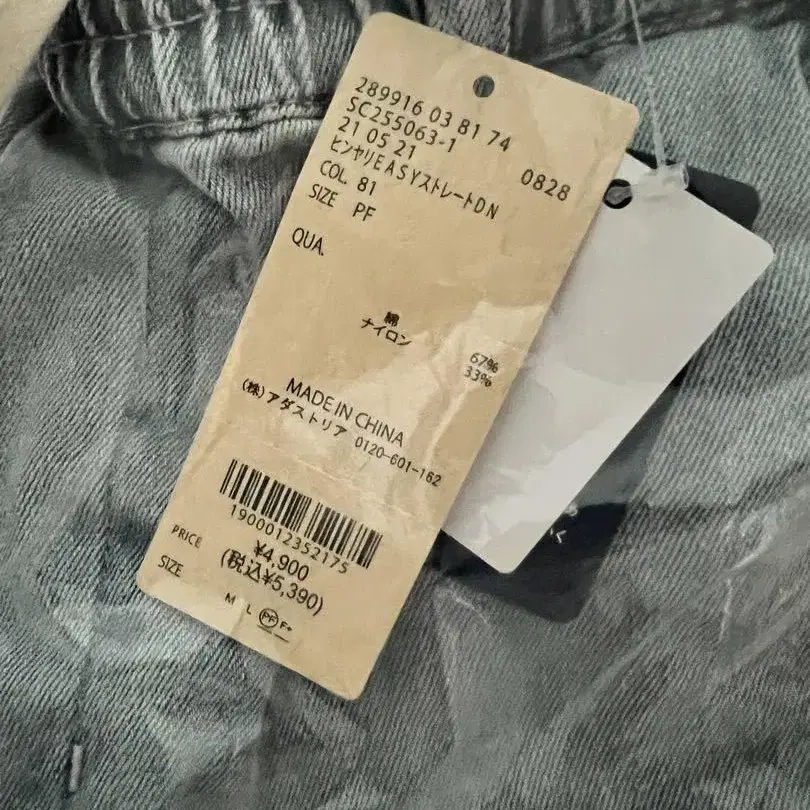 289916 03 81 74
SC255063-1
21 05 21 0828
ヒンヤリEASYストレートDN
COL. 81
SIZE PF
QUA.
綿 67%
ナイロン 33%
MADE IN CHINA
(株)アダストリア 0120-601-162
1900012352175
PRICE ¥4,900
(税込¥5,390)
SIZE
M L PF F+